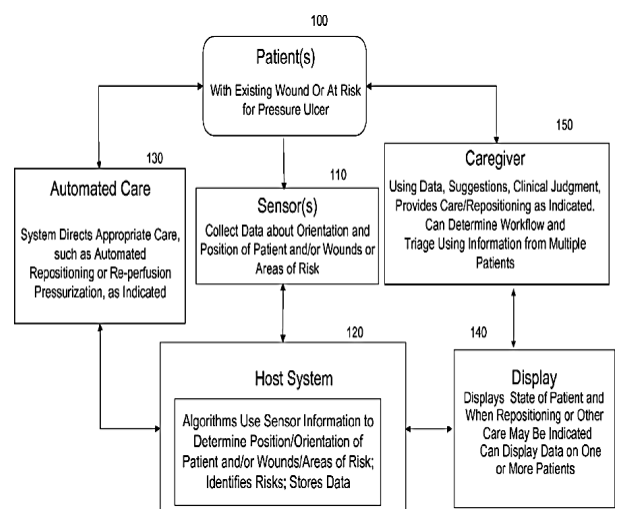 100
Patient(s)
With Existing Wound Or At Risk
for Pressure Ulcer
130
Automated Care
System Directs Appropriate Care,
such as Automated
Repositioning or Re-perfusion
Pressurization, as Indicated
110
Sensor(s)
Collect Data about Orientation and
Position of Patient and/or Wounds or
Areas of Risk
150
Caregiver
Using Data, Suggestions, Clinical Judgment,
Provides Care/Repositioning as Indicated.
Can Determine Workflow and
Triage Using Information from Multiple
Patients
120
Host System
Algorithms Use Sensor Information to
Determine Position/Orientation of
Patient and/or Wounds/Areas of Risk;
Identifies Risks; Stores Data
140
Display
Displays State of Patient and
When Repositioning or Other
Care May Be Indicated
Can Display Data on One
or More Patients